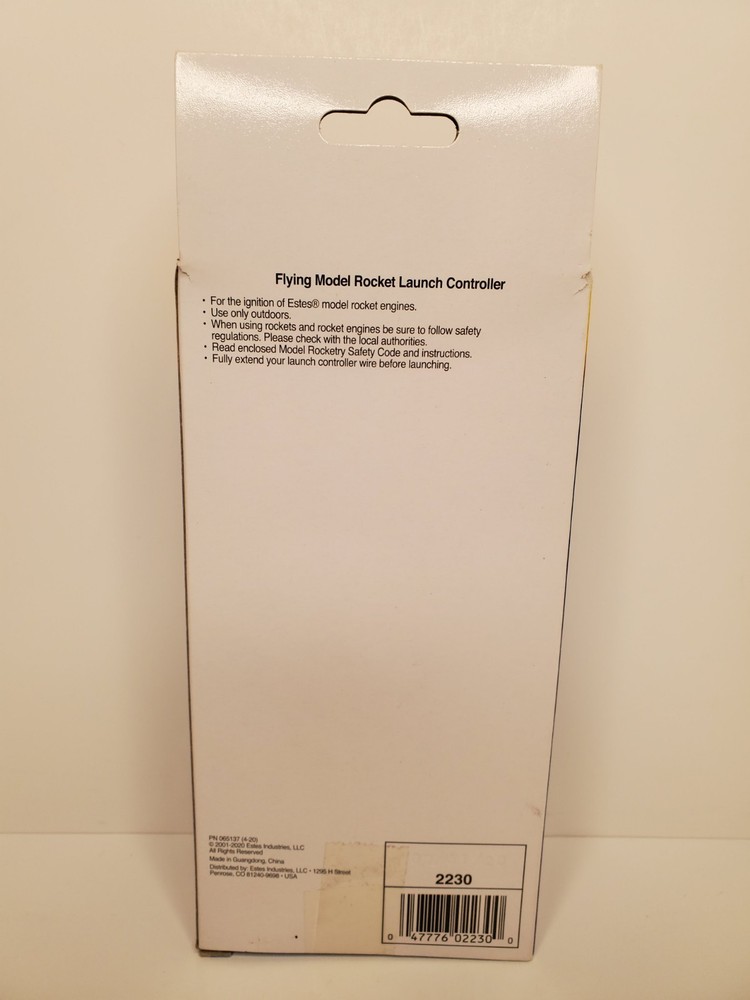 Flying Model Rocket Launch Controller
• For the ignition of Estes® model rocket engines.
• Use only outdoors.
• When using rockets and rocket engines be sure to follow safety
regulations. Please check with the local authorities.
• Read enclosed Model Rocketry Safety Code and instructions.
• Fully extend your launch controller wire before launching.
PN 065137 (4-20)
© 2001-2020 Estes Industries, LLC
All Rights Reserved
Made in Guangdong, China
Distributed by: Estes Industries, LLC • 1295 H Street
Penrose, CO 81240-9698 • USA
2230
0 47776 02230 0